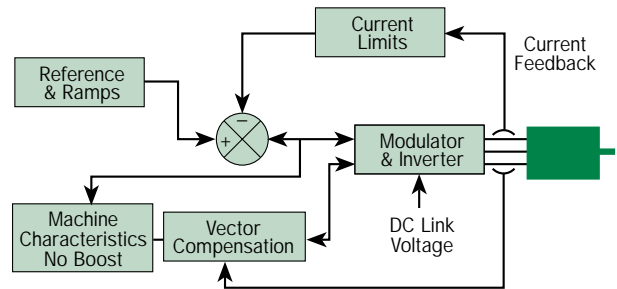 Current
Limits
Current
Feedback
Reference
& Ramps
−
+
Modulator
& Inverter
Machine
Characteristics
No Boost
Vector
Compensation
DC Link
Voltage